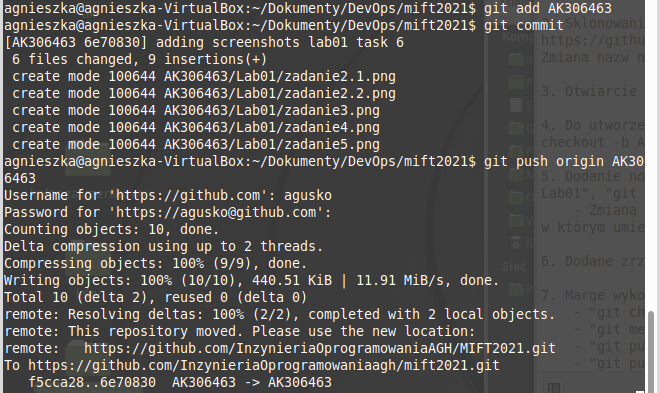 agnieszka@agnieszka-VirtualBox:~/Dokumenty/DevOps/mift2021$ git add AK306463
agnieszka@agnieszka-VirtualBox:~/Dokumenty/DevOps/mift2021$ git commit
[AK306463 6e70830] adding screenshots lab01 task 6
 6 files changed, 9 insertions(+)
 create mode 100644 AK306463/Lab01/zadanie2.1.png
 create mode 100644 AK306463/Lab01/zadanie2.2.png
 create mode 100644 AK306463/Lab01/zadanie3.png
 create mode 100644 AK306463/Lab01/zadanie4.png
 create mode 100644 AK306463/Lab01/zadanie5.png
agnieszka@agnieszka-VirtualBox:~/Dokumenty/DevOps/mift2021$ git push origin AK30
6463
Username for 'https://github.com': agusko
Password for 'https://agusko@github.com':
Counting objects: 10, done.
Delta compression using up to 2 threads.
Compressing objects: 100% (9/9), done.
Writing objects: 100% (10/10), 440.51 KiB | 11.91 MiB/s, done.
Total 10 (delta 2), reused 0 (delta 0)
remote: Resolving deltas: 100% (2/2), completed with 2 local objects.
remote: This repository moved. Please use the new location:
remote:   https://github.com/InzynieriaOprogramowaniaAGH/MIFT2021.git
To https://github.com/InzynieriaOprogramowaniaagh/mift2021.git
   f5cca28..6e70830  AK306463 -> AK306463
Sklonowani
https://githu
Zmiana nazw n
3. Otwarcie
4. Do utworze
checkout -b A
5. Dodanie no
Lab01", "git
- Zmiana
w którym umie
6. Dodane zrz
7. Marge wyko
- "git ch
- "git me
- "git pu
- "git pu
Sieć